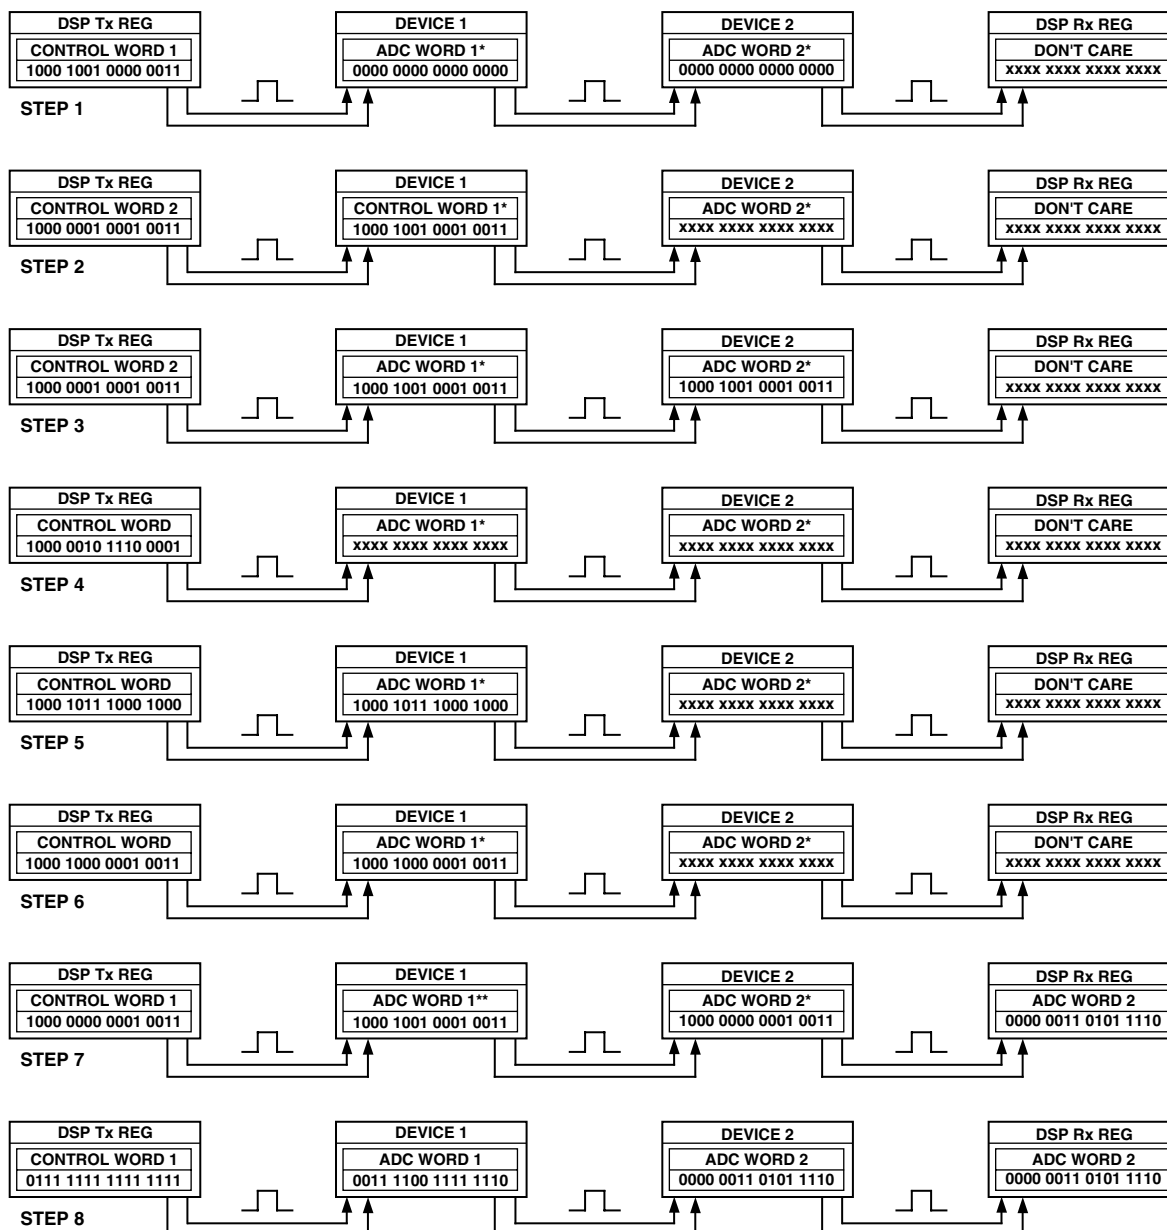 DSP Tx REG DEVICE 1 DEVICE 2 DSP Rx REG
CONTROL WORD 1 ADC WORD 1* ADC WORD 2* DON'T CARE
1000 1001 0000 0011 0000 0000 0000 0000 0000 0000 0000 0000 xxxx xxxx xxxx xxxx
STEP 1
DSP Tx REG DEVICE 1 DEVICE 2 DSP Rx REG
CONTROL WORD 2 CONTROL WORD 1* ADC WORD 2* DON'T CARE
1000 0001 0001 0011 1000 1001 0001 0011 xxxx xxxx xxxx xxxx xxxx xxxx xxxx xxxx
STEP 2
DSP Tx REG DEVICE 1 DEVICE 2 DSP Rx REG
CONTROL WORD 2 ADC WORD 1* ADC WORD 2* DON'T CARE
1000 0001 0001 0011 1000 1001 0001 0011 1000 1001 0001 0011 xxxx xxxx xxxx xxxx
STEP 3
DSP Tx REG DEVICE 1 DEVICE 2 DSP Rx REG
CONTROL WORD ADC WORD 1* ADC WORD 2* DON'T CARE
1000 0010 1110 0001 xxxx xxxx xxxx xxxx xxxx xxxx xxxx xxxx xxxx xxxx xxxx xxxx
STEP 4
DSP Tx REG DEVICE 1 DEVICE 2 DSP Rx REG
CONTROL WORD ADC WORD 1* ADC WORD 2* DON'T CARE
1000 1011 1000 1000 1000 1011 1000 1000 xxxx xxxx xxxx xxxx xxxx xxxx xxxx xxxx
STEP 5
DSP Tx REG DEVICE 1 DEVICE 2 DSP Rx REG
CONTROL WORD ADC WORD 1* ADC WORD 2* DON'T CARE
1000 1000 0001 0011 1000 1000 0001 0011 xxxx xxxx xxxx xxxx xxxx xxxx xxxx xxxx
STEP 6
DSP Tx REG DEVICE 1 DEVICE 2 DSP Rx REG
CONTROL WORD 1 ADC WORD 1** ADC WORD 2* ADC WORD 2
1000 0000 0001 0011 1000 1001 0001 0011 1000 0000 0001 0011 0000 0011 0101 1110
STEP 7
DSP Tx REG DEVICE 1 DEVICE 2 DSP Rx REG
CONTROL WORD 1 ADC WORD 1 ADC WORD 2 ADC WORD 2
0111 1111 1111 1111 0011 1100 1111 1110 0000 0011 0101 1110 0000 0011 0101 1110
STEP 8